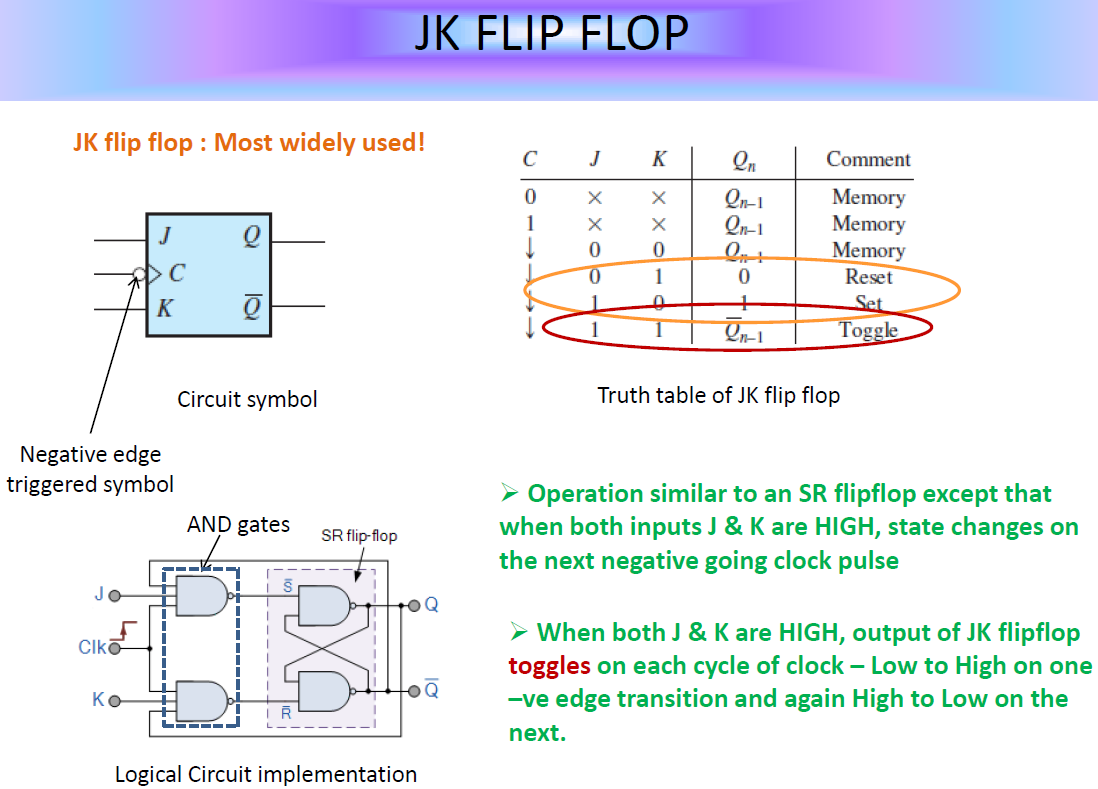 JK FLIP FLOP
JK flip flop : Most widely used!
J Q
C
K Q̅
Circuit symbol
Negative edge
triggered symbol
C J K Qn Comment
0 × × Qn–1 Memory
1 × × Qn–1 Memory
↓ 0 0 Qn–1 Memory
↓ 0 1 0 Reset
↓ 1 0 1 Set
↓ 1 1 Q̅n–1 Toggle
Truth table of JK flip flop
➢ Operation similar to an SR flipflop except that
when both inputs J & K are HIGH, state changes on
the next negative going clock pulse
➢ When both J & K are HIGH, output of JK flipflop
toggles on each cycle of clock – Low to High on one
–ve edge transition and again High to Low on the
next.
AND gates
SR flip-flop
J S̅ Q
Clk
K R̅ Q̅
Logical Circuit implementation